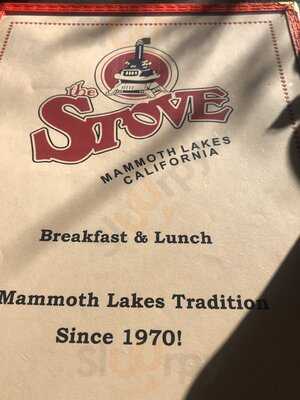 the
STOVE
MAMMOTH LAKES
CALIFORNIA
Breakfast & Lunch
Mammoth Lakes Tradition
Since 1970!